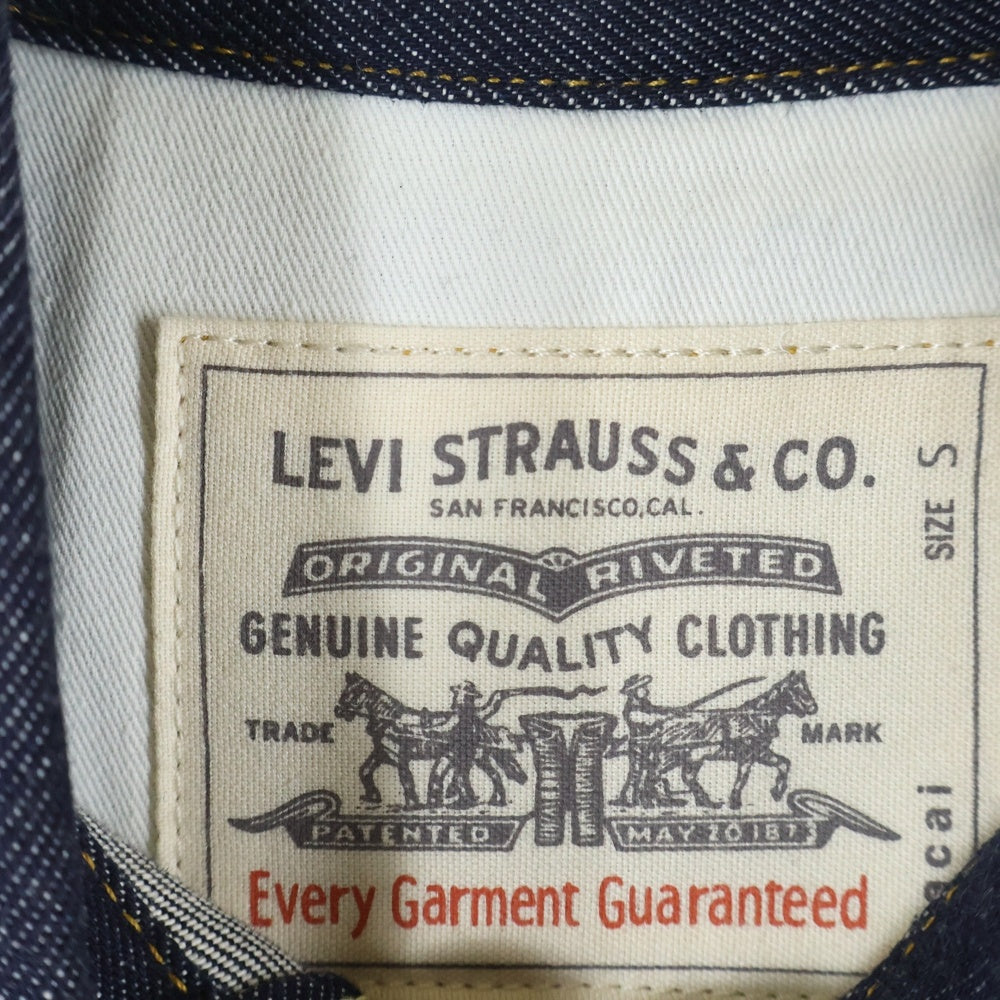 LEVI STRAUSS & CO.
SAN FRANCISCO, CAL.
ORIGINAL RIVETED
GENUINE QUALITY CLOTHING
TRADE MARK
PATENTED MAY 20 1873
Every Garment Guaranteed
SIZE S